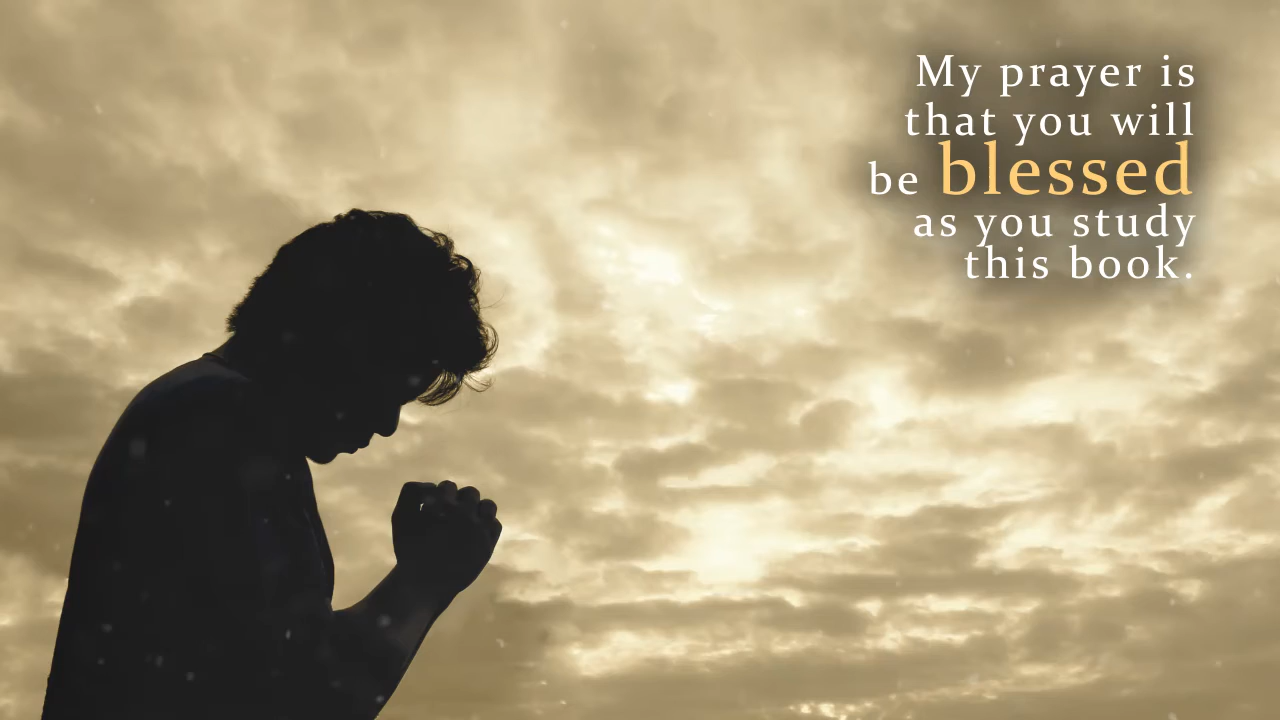 My prayer is
that you will
be blessed
as you study
this book.